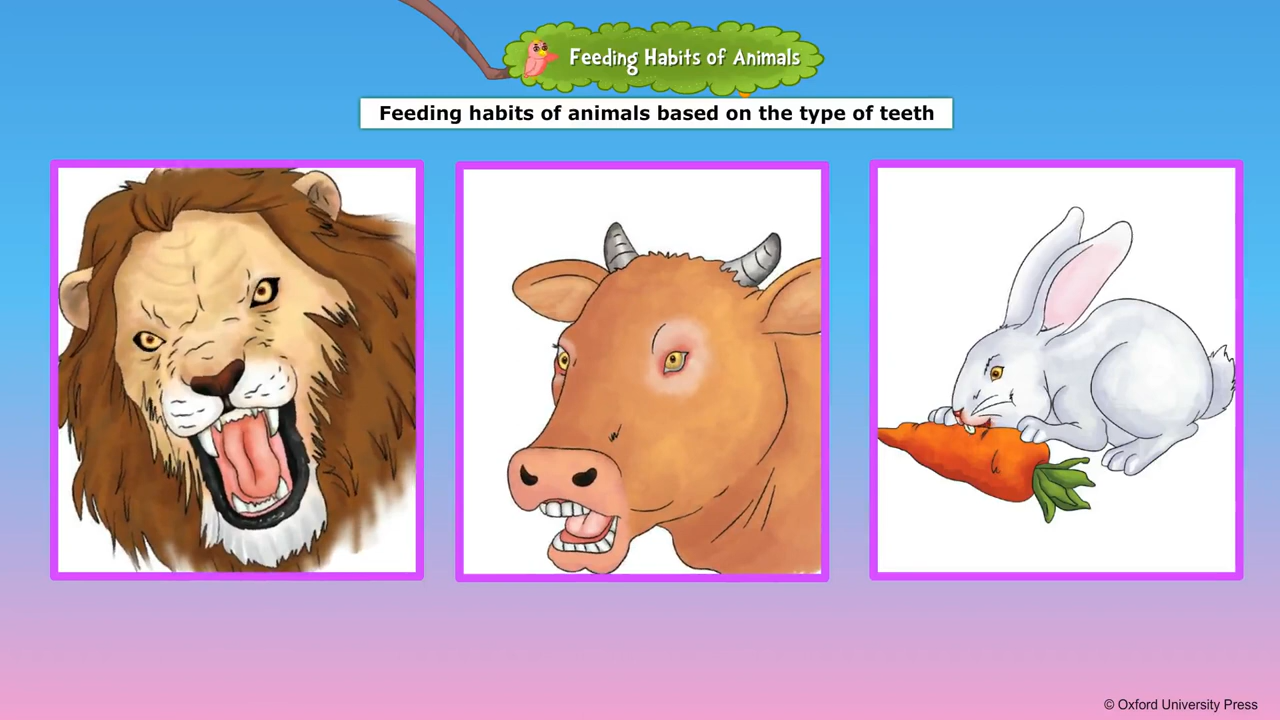 Feeding Habits of Animals
Feeding habits of animals based on the type of teeth
© Oxford University Press